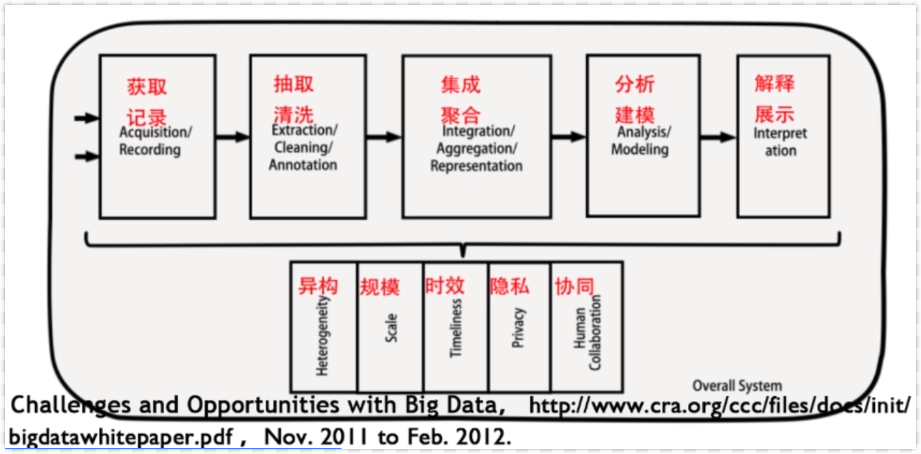 获取
记录
Acquisition/
Recording
抽取
清洗
Extraction/
Cleaning/
Annotation
集成
聚合
Integration/
Aggregation/
Representation
分析
建模
Analysis/
Modeling
解释
展示
Interpret
ation
异构
Heterogeneity
规模
Scale
时效
Timeliness
隐私
Privacy
协同
Human
Collaboration
Overall System
Challenges and Opportunities with Big Data， http://www.cra.org/ccc/files/docs/init/
bigdatawhitepaper.pdf， Nov. 2011 to Feb. 2012.